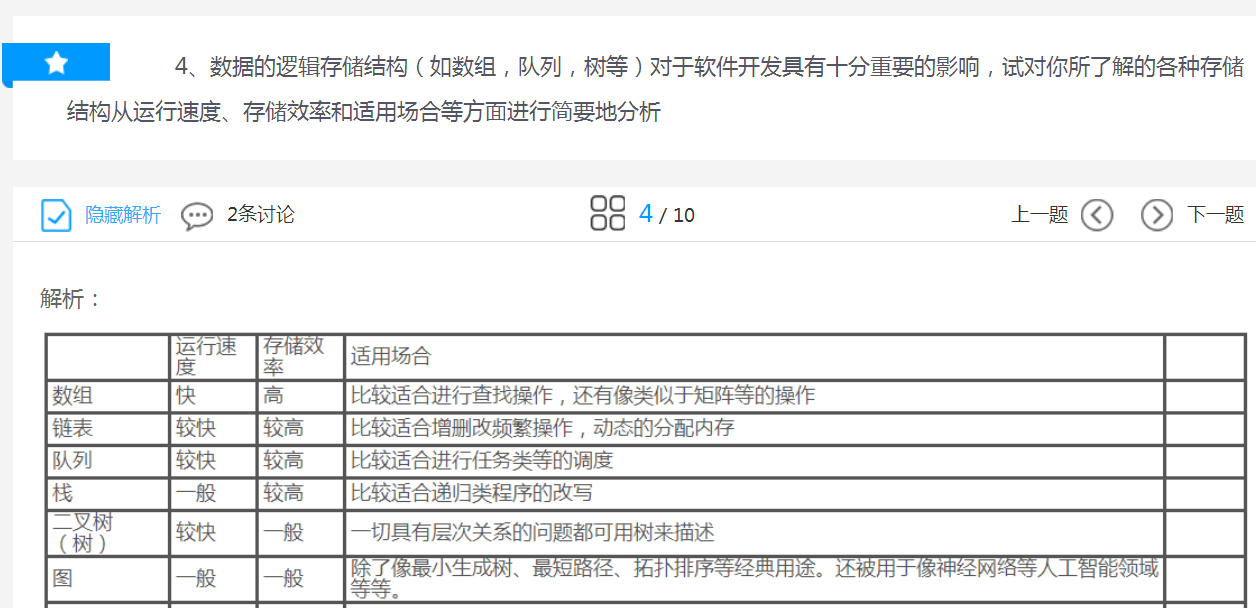 4、数据的逻辑存储结构（如数组，队列，树等）对于软件开发具有十分重要的影响，试对你所了解的各种存储
结构从运行速度、存储效率和适用场合等方面进行简要地分析
隐藏解析 2条讨论 4 / 10 上一题 下一题
解析：
运行速
度
存储效
率
适用场合
数组 快 高 比较适合进行查找操作，还有像类似于矩阵等的操作
链表 较快 较高 比较适合增删改频繁操作，动态的分配内存
队列 较快 较高 比较适合进行任务类等的调度
栈 一般 较高 比较适合递归类程序的改写
二叉树
（树）
较快 一般 一切具有层次关系的问题都可用树来描述
图 一般 一般 除了像最小生成树、最短路径、拓扑排序等经典用途。还被用于像神经网络等人工智能领域
等等。